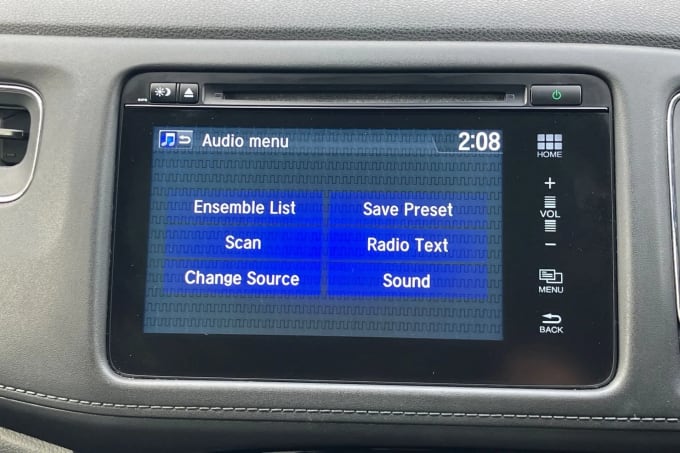 Audio menu
2:08
Ensemble List
Save Preset
Scan
Radio Text
Change Source
Sound
HOME
+
VOL
−
MENU
BACK